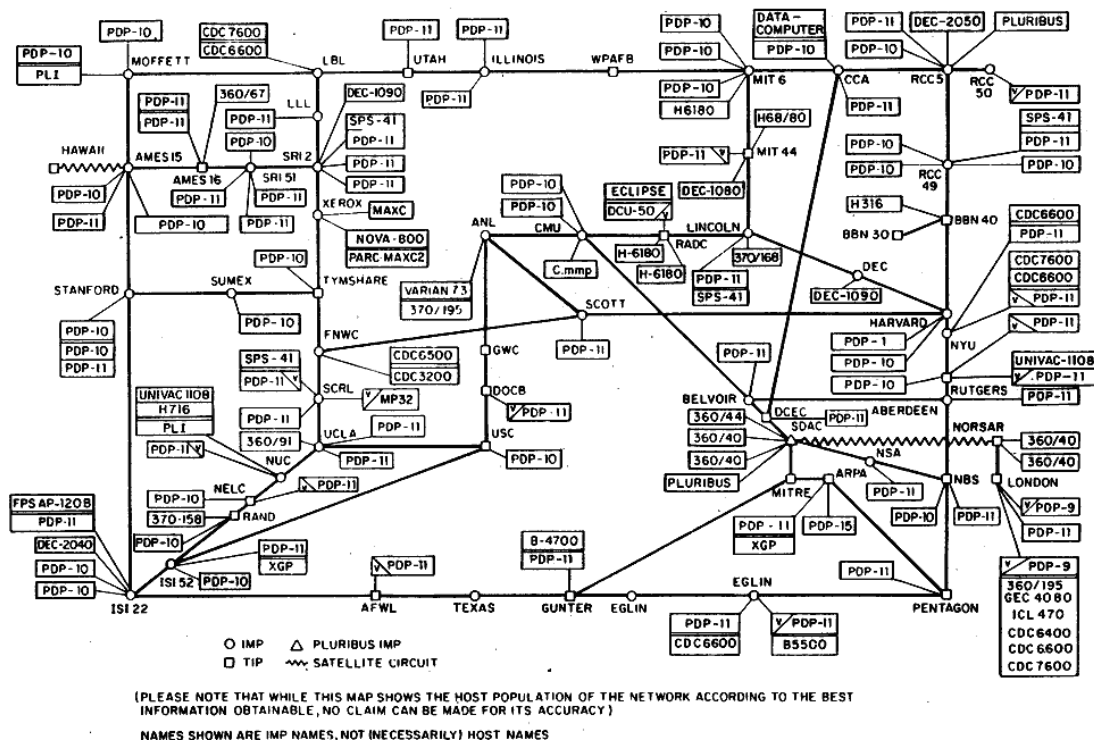 PDP-10
CDC7600
CDC6600
PDP-11
PDP-11
PDP-10
DATA-
COMPUTER
PDP-10
PDP-11
DEC-2050
PLURIBUS
PDP-10
PLI
MOFFETT
LBL
UTAH
ILLINOIS
WPAFB
PDP-10
PDP-10
H6180
MIT 6
CCA
PDP-10
RCC 5
RCC
50
PDP-11
PDP-11
PDP-11
LLL
PDP-11
PDP-11
PDP-11
360/67
DEC-1090
SPS-41
PDP-11
PDP-11
PDP-11
PDP-10
SRI 2
HAWAII
AMES 15
AMES 16
SRI 51
PDP-11
PDP-11
PDP-11
PDP-10
PDP-11
PDP-10
XEROX
MAXC
NOVA-800
PARC-MAXC2
H68/80
PDP-11
MIT 44
DEC-1080
SPS-41
PDP-11
PDP-10
PDP-10
PDP-10
RCC
49
H316
BBN 40
BBN 30
PDP-10
PDP-10
ECLIPSE
DCU-50
ANL
CMU
RADC
LINCOLN
C.mmp
H-6180
H-6180
PDP-11
SPS-41
370/168
DEC
DEC-1090
CDC6600
PDP-11
CDC7600
CDC6600
PDP-11
PDP-11
PDP-10
STANFORD
SUMEX
TYMSHARE
PDP-10
PDP-10
PDP-10
PDP-11
VARIAN 73
370/195
SCOTT
PDP-11
HARVARD
NYU
PDP-1
PDP-10
PDP-10
FNWC
CDC6500
CDC3200
GWC
SPS-41
PDP-11
SCRL
MP32
DOCB
PDP-11
PDP-11
BELVOIR
DCEC
PDP-11
ABERDEEN
RUTGERS
UNIVAC-1108
PDP-11
PDP-11
UNIVAC 1108
H716
PLI
PDP-11
PDP-11
360/91
UCLA
PDP-11
PDP-11
USC
PDP-10
360/44
360/40
360/40
PLURIBUS
SDAC
NORSAR
360/40
360/40
NUC
NSA
PDP-11
NELC
PDP-10
PDP-11
370-158
RAND
PDP-10
MITRE
ARPA
PDP-11
XGP
PDP-15
NBS
PDP-10
PDP-11
LONDON
PDP-9
PDP-11
FPS AP-120B
PDP-11
DEC-2040
PDP-10
PDP-10
ISI 52
PDP-11
XGP
PDP-10
ISI 22
PDP-11
AFWL
TEXAS
B-4700
PDP-11
GUNTER
EGLIN
EGLIN
PDP-11
CDC6600
PDP-11
B5500
PDP-11
PENTAGON
PDP-9
360/195
GEC 4080
ICL 470
CDC6400
CDC6600
CDC7600
IMP
PLURIBUS IMP
TIP
SATELLITE CIRCUIT
(PLEASE NOTE THAT WHILE THIS MAP SHOWS THE HOST POPULATION OF THE NETWORK ACCORDING TO THE BEST
INFORMATION OBTAINABLE, NO CLAIM CAN BE MADE FOR ITS ACCURACY)
NAMES SHOWN ARE IMP NAMES, NOT (NECESSARILY) HOST NAMES